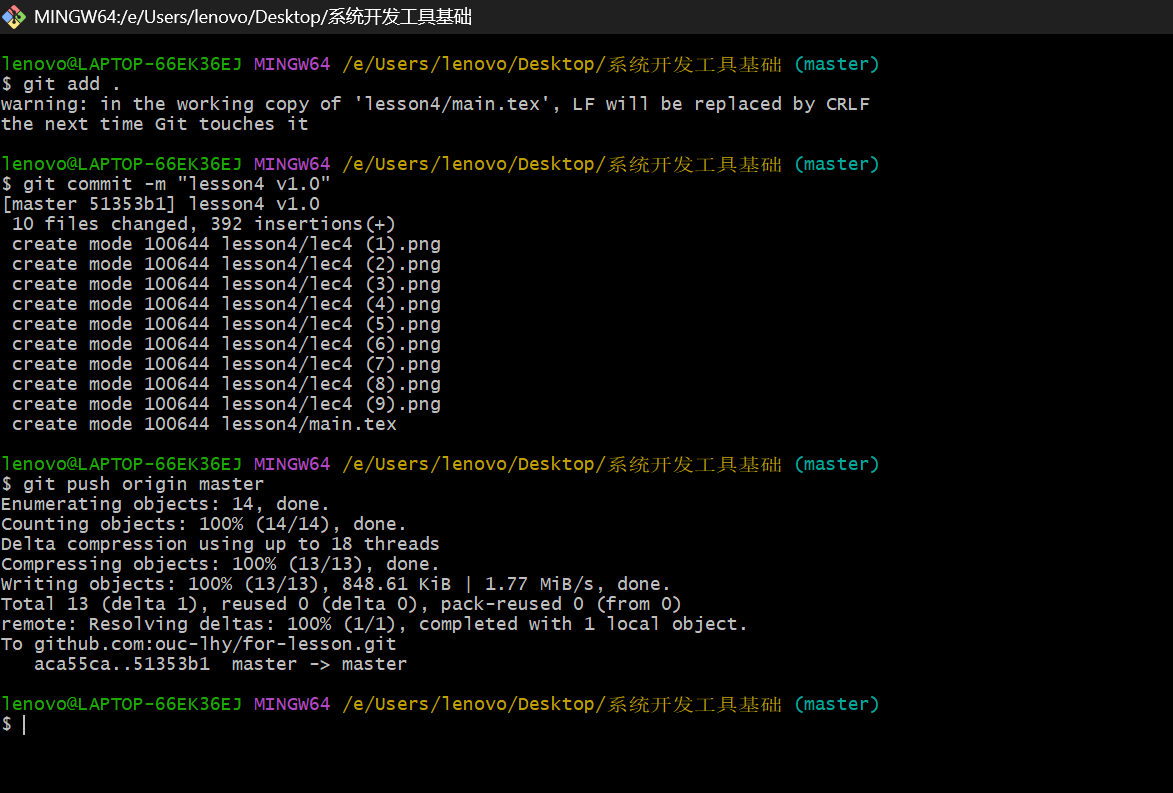 MINGW64:/e/Users/lenovo/Desktop/系统开发工具基础
lenovo@LAPTOP-66EK36EJ MINGW64 /e/Users/lenovo/Desktop/系统开发工具基础 (master)
$ git add .
warning: in the working copy of 'lesson4/main.tex', LF will be replaced by CRLF
the next time Git touches it
lenovo@LAPTOP-66EK36EJ MINGW64 /e/Users/lenovo/Desktop/系统开发工具基础 (master)
$ git commit -m "lesson4 v1.0"
[master 51353b1] lesson4 v1.0
 10 files changed, 392 insertions(+)
 create mode 100644 lesson4/lec4 (1).png
 create mode 100644 lesson4/lec4 (2).png
 create mode 100644 lesson4/lec4 (3).png
 create mode 100644 lesson4/lec4 (4).png
 create mode 100644 lesson4/lec4 (5).png
 create mode 100644 lesson4/lec4 (6).png
 create mode 100644 lesson4/lec4 (7).png
 create mode 100644 lesson4/lec4 (8).png
 create mode 100644 lesson4/lec4 (9).png
 create mode 100644 lesson4/main.tex
lenovo@LAPTOP-66EK36EJ MINGW64 /e/Users/lenovo/Desktop/系统开发工具基础 (master)
$ git push origin master
Enumerating objects: 14, done.
Counting objects: 100% (14/14), done.
Delta compression using up to 18 threads
Compressing objects: 100% (13/13), done.
Writing objects: 100% (13/13), 848.61 KiB | 1.77 MiB/s, done.
Total 13 (delta 1), reused 0 (delta 0), pack-reused 0 (from 0)
remote: Resolving deltas: 100% (1/1), completed with 1 local object.
To github.com:ouc-lhy/for-lesson.git
   aca55ca..51353b1  master -> master
lenovo@LAPTOP-66EK36EJ MINGW64 /e/Users/lenovo/Desktop/系统开发工具基础 (master)
$